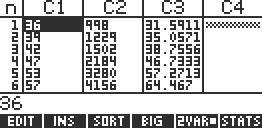 n C1 C2 C3 C4
1 36 998 31.5911
2 39 1229 35.0571
3 42 1502 38.7556
4 47 2184 46.7333
5 53 3280 57.2713
6 57 4156 64.467
36
EDIT INS SORT BIG 2VAR STATS